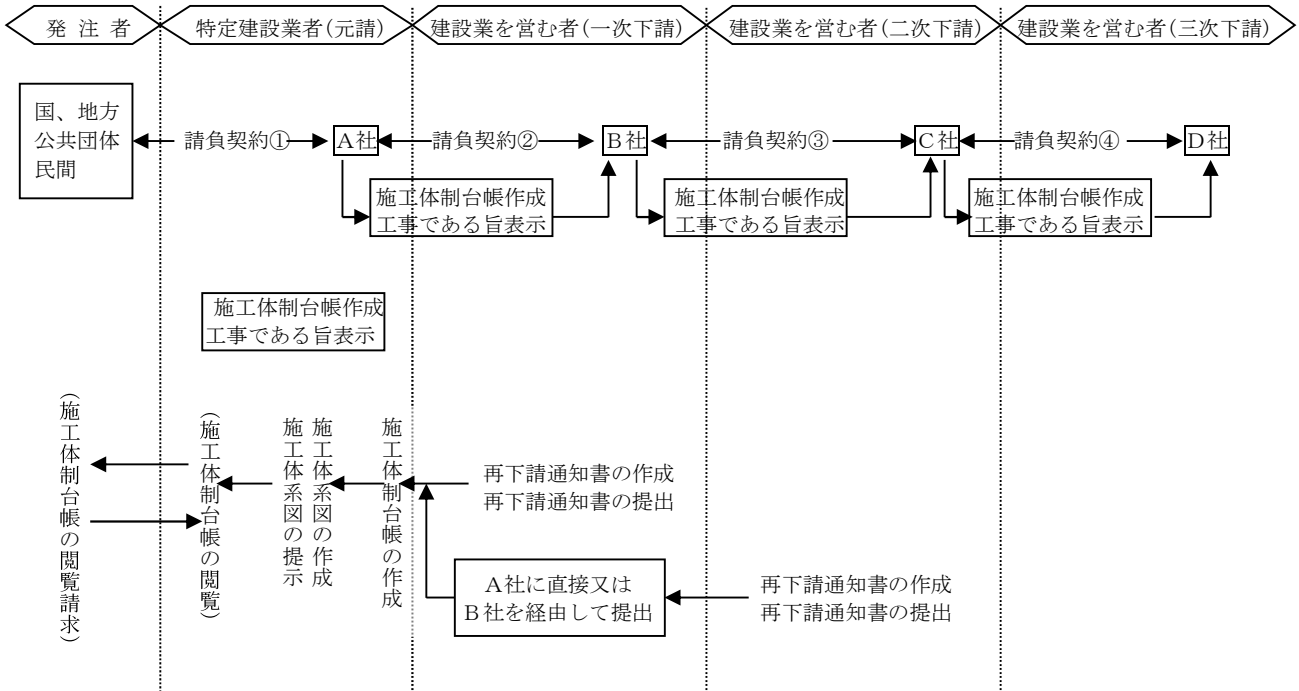 発 注 者
特定建設業者(元請)
建設業を営む者(一次下請)
建設業を営む者(二次下請)
建設業を営む者(三次下請)
国、地方
公共団体
民間
請負契約①
A社
請負契約②
B社
請負契約③
C社
請負契約④
D社
施工体制台帳作成
工事である旨表示
施工体制台帳作成
工事である旨表示
施工体制台帳作成
工事である旨表示
施工体制台帳作成
工事である旨表示
(施工体制台帳の閲覧請求)
(施工体制台帳の閲覧)
施工体系図の作成
施工体系図の提示
施工体制台帳の作成
再下請通知書の作成
再下請通知書の提出
A社に直接又は
B社を経由して提出
再下請通知書の作成
再下請通知書の提出